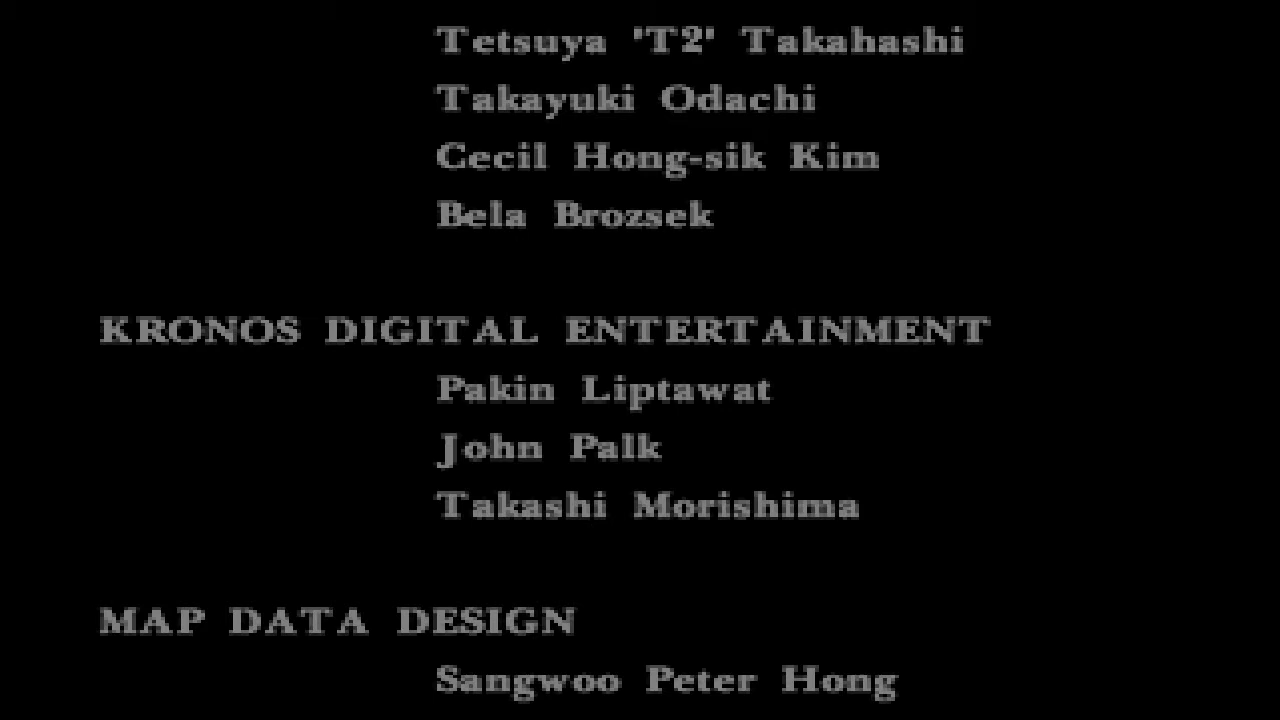 Tetsuya 'T2' Takahashi
Takayuki Odachi
Cecil Hong-sik Kim
Bela Brozsek
KRONOS DIGITAL ENTERTAINMENT
Pakin Liptawat
John Palk
Takashi Morishima
MAP DATA DESIGN
Sangwoo Peter Hong